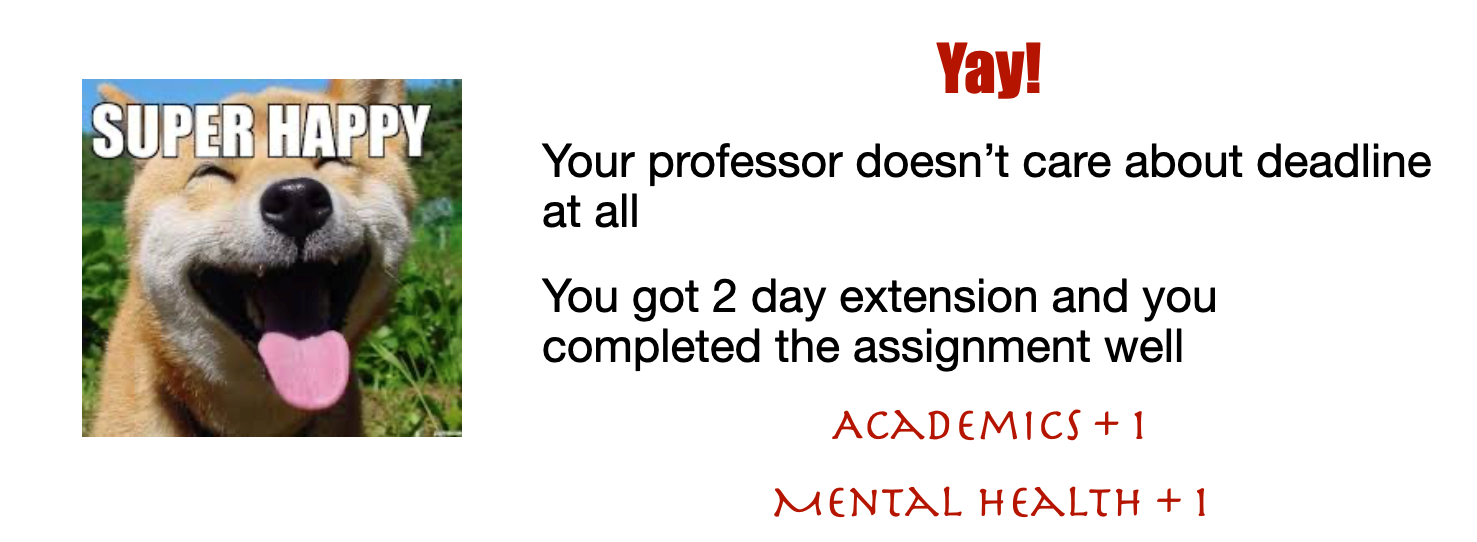 Yay!
SUPER HAPPY
Your professor doesn’t care about deadline
at all
You got 2 day extension and you
completed the assignment well
ACADEMICS + 1
MENTAL HEALTH + 1